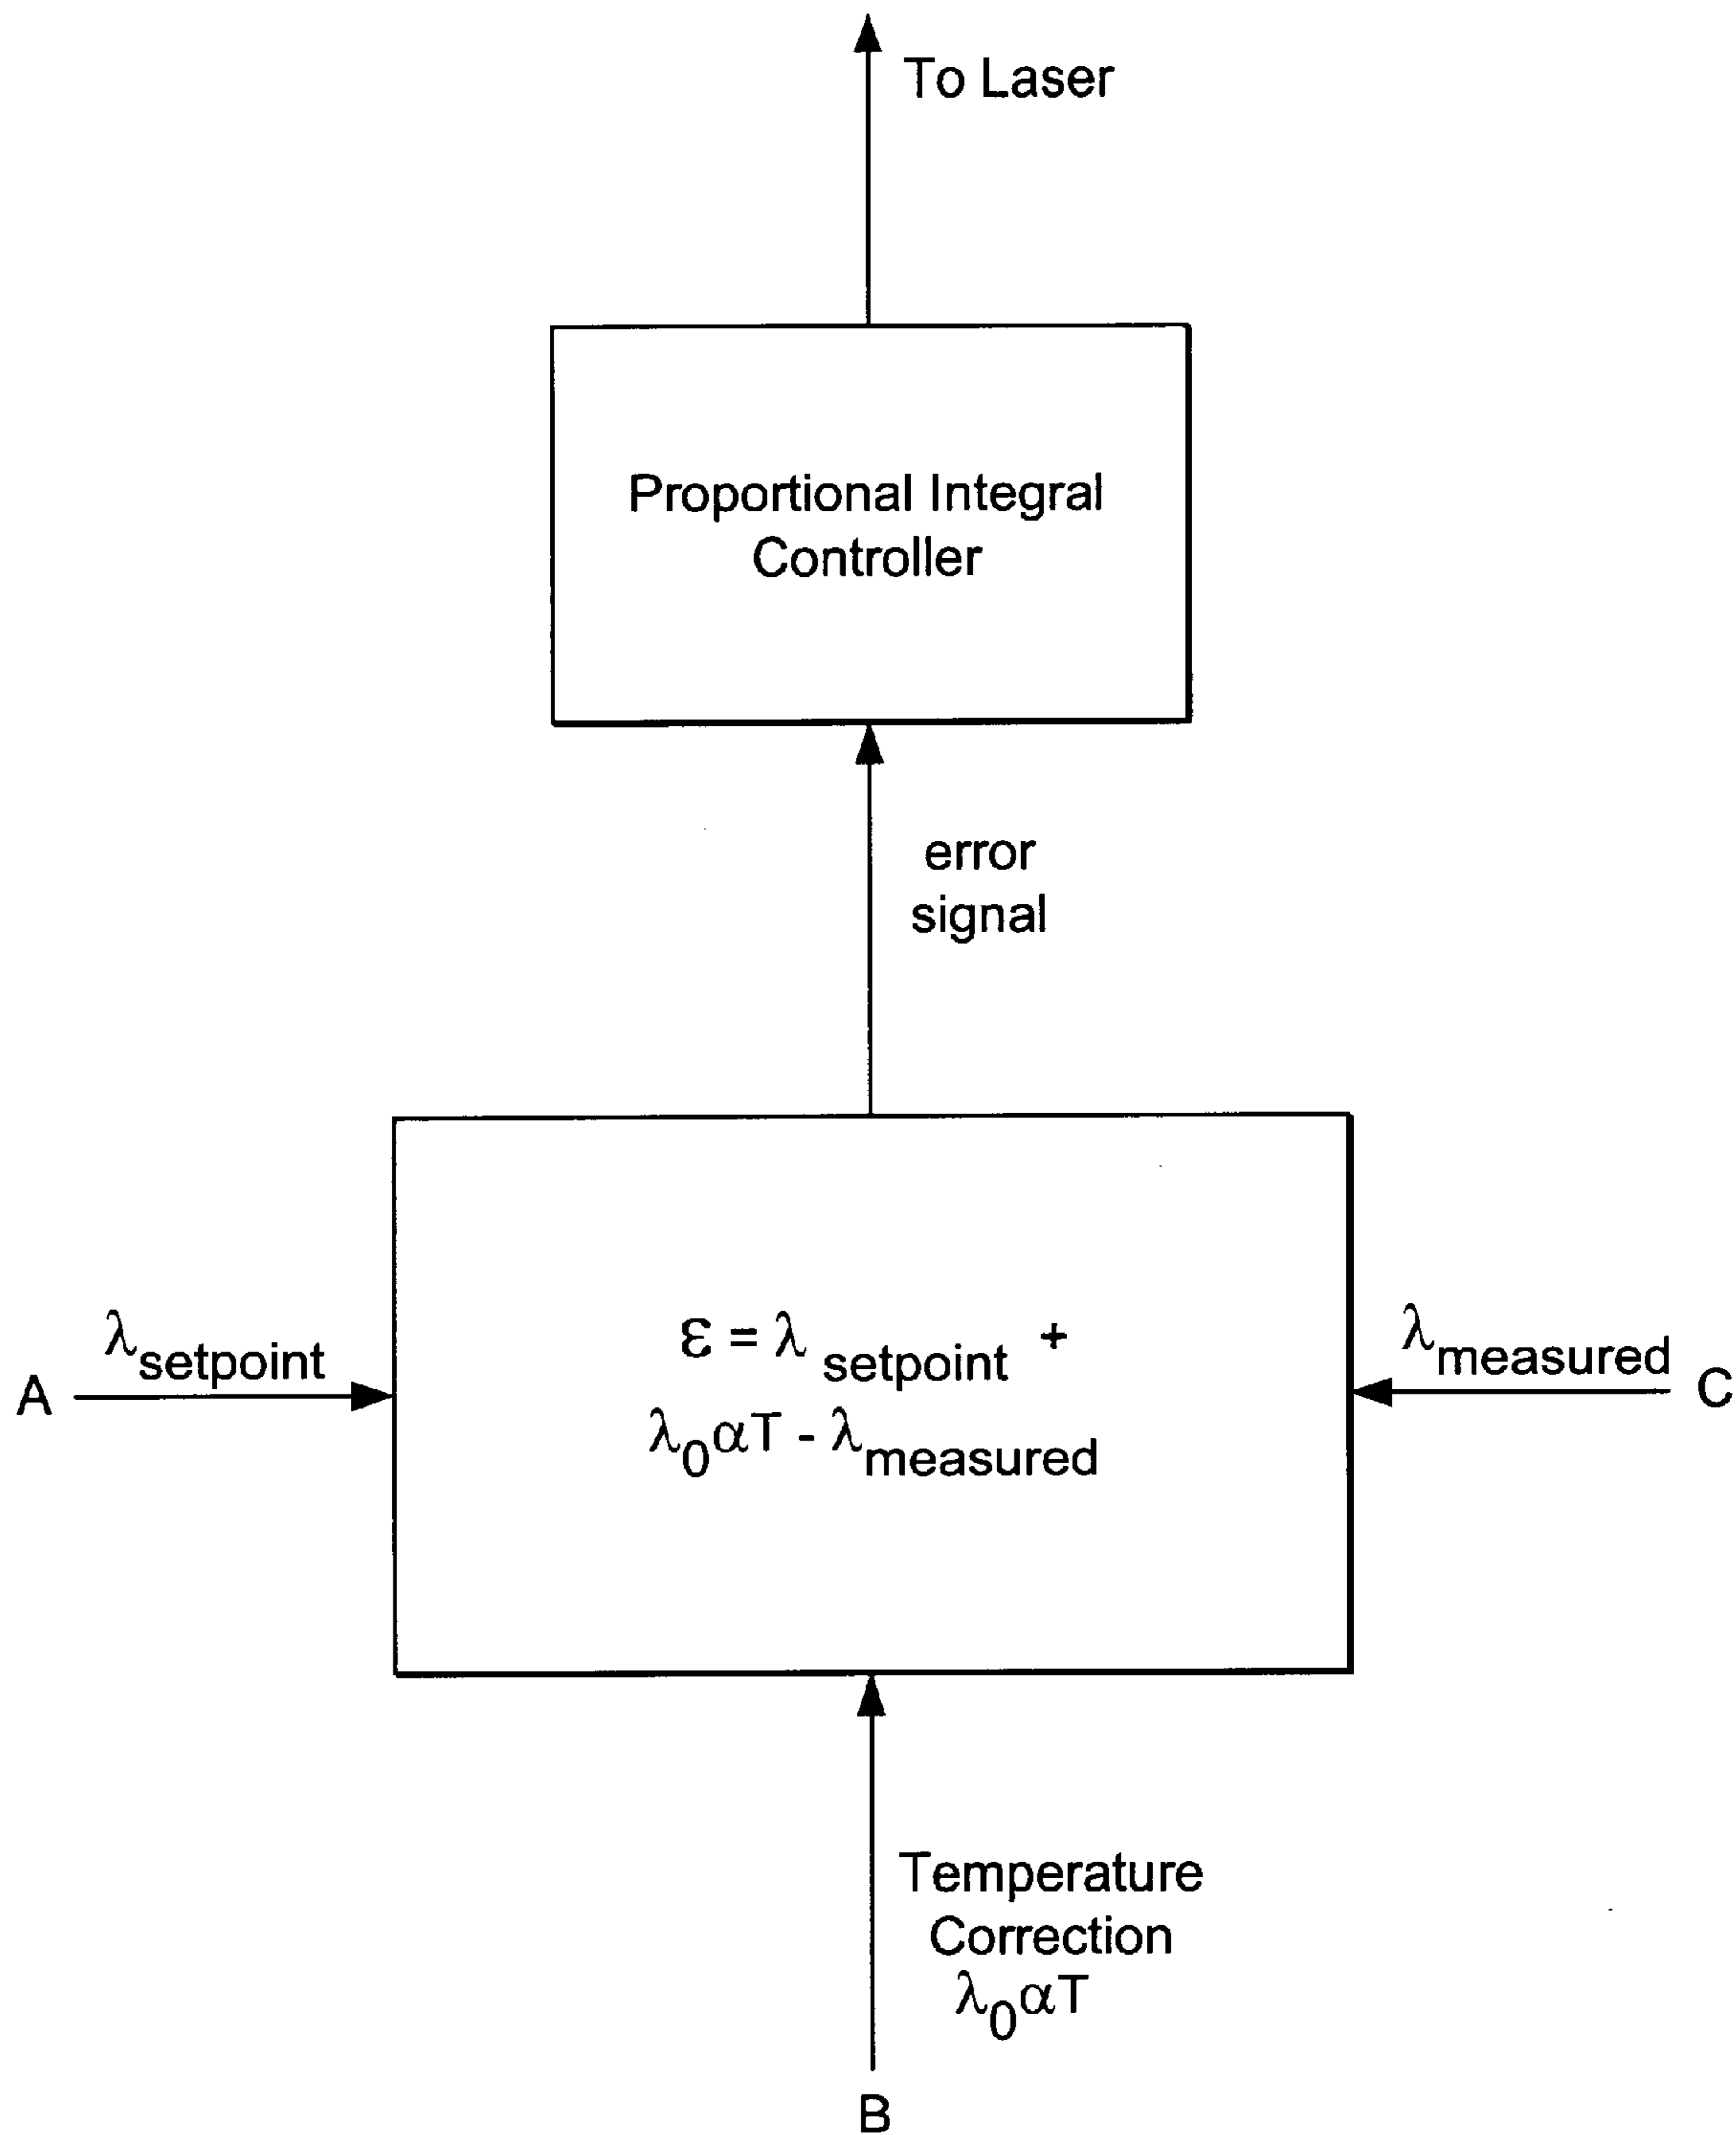 To Laser
Proportional Integral
Controller
error
signal
λsetpoint
A
ε = λ setpoint +
λ0αT - λmeasured
λmeasured
C
Temperature
Correction
λ0αT
B